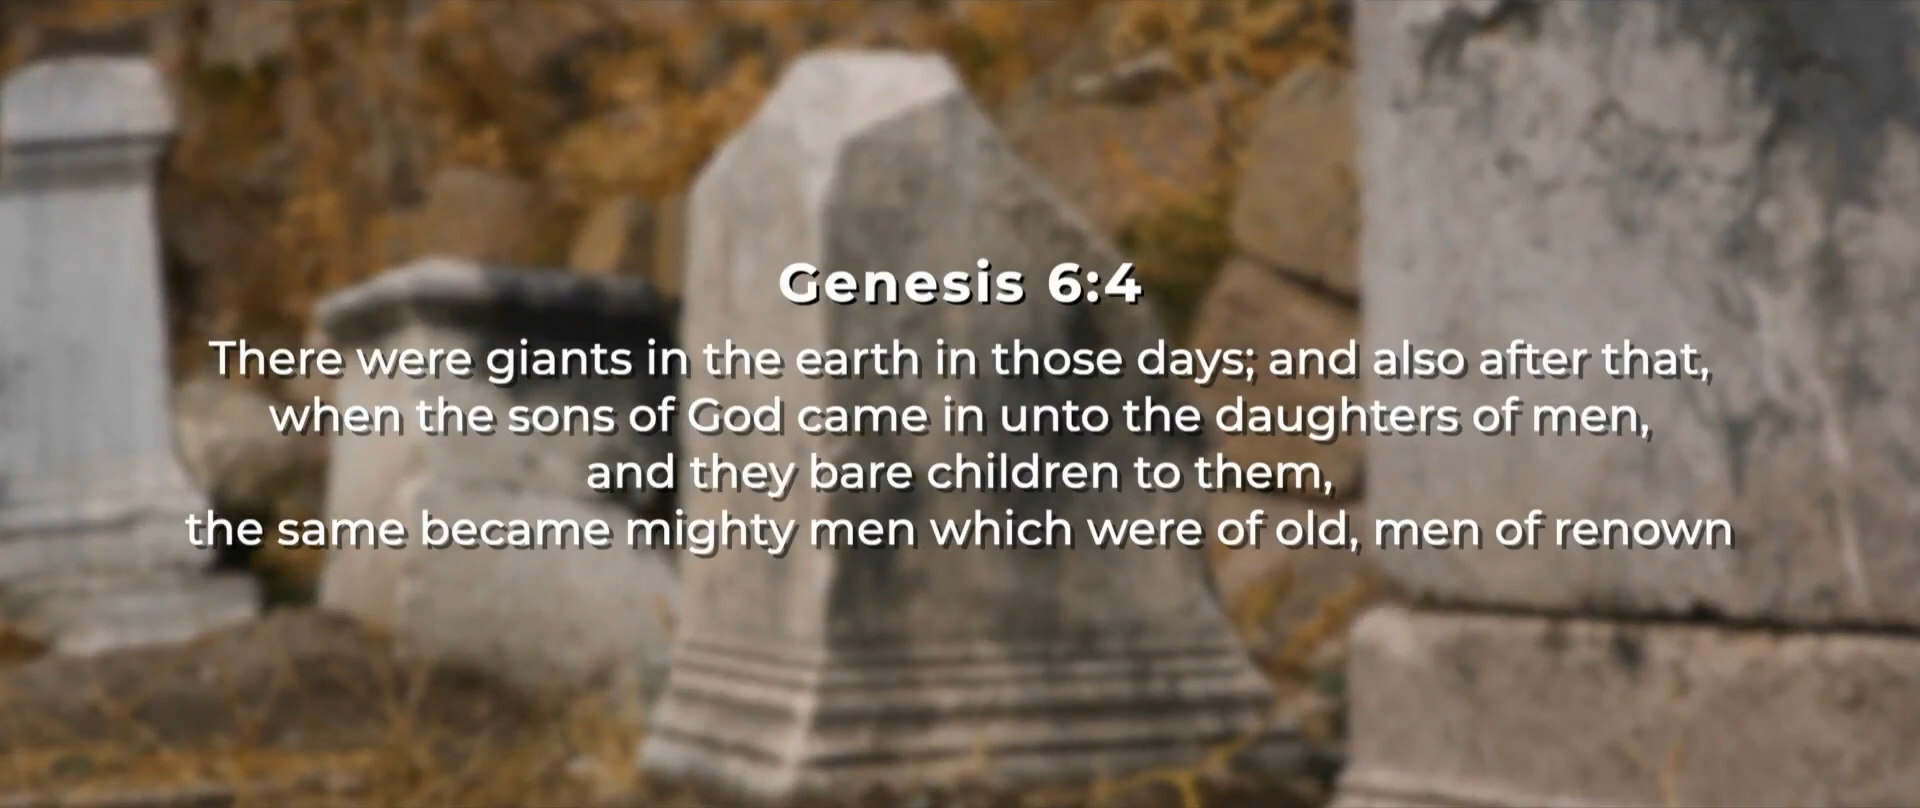 Genesis 6:4
There were giants in the earth in those days; and also after that,
when the sons of God came in unto the daughters of men,
and they bare children to them,
the same became mighty men which were of old, men of renown